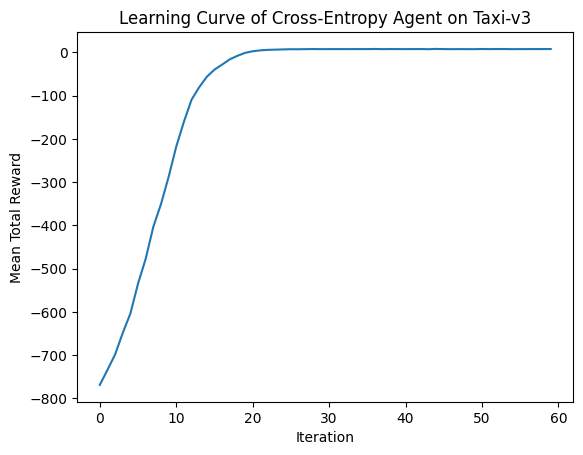 Learning Curve of Cross-Entropy Agent on Taxi-v3
0
−100
−200
−300
−400
−500
−600
−700
−800
Mean Total Reward
0 10 20 30 40 50 60
Iteration